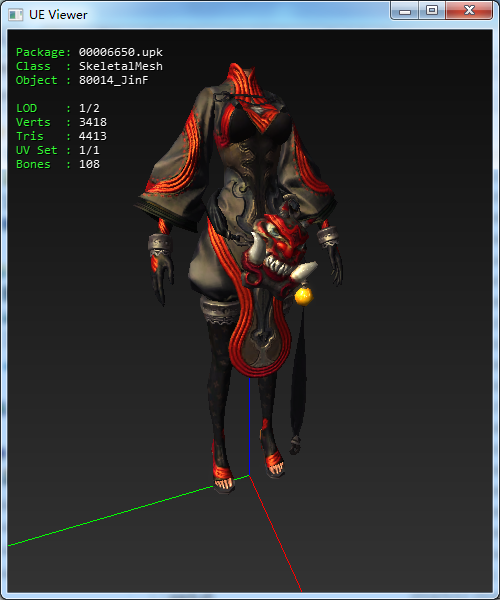 UE Viewer
Package: 00006650.upk
Class : SkeletalMesh
Object : 80014_JinF
LOD : 1/2
Verts : 3418
Tris : 4413
UV Set : 1/1
Bones : 108